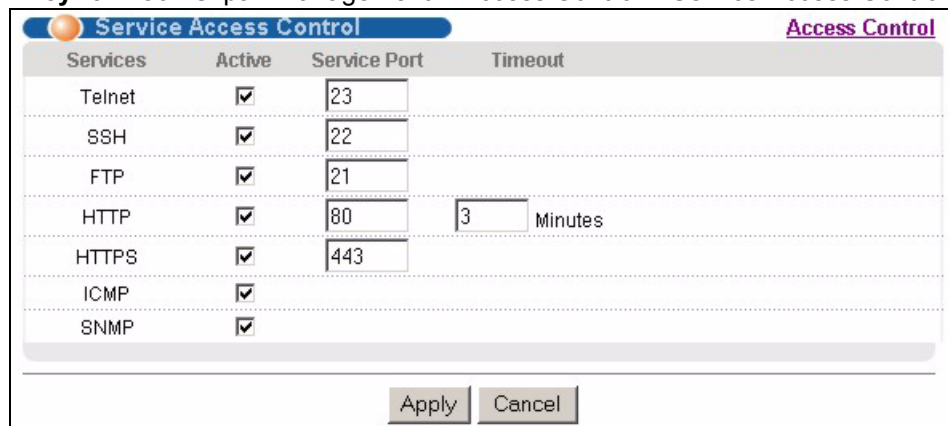 Service Access Control Access Control
Services Active Service Port Timeout
Telnet 23
SSH 22
FTP 21
HTTP 80 3 Minutes
HTTPS 443
ICMP
SNMP
Apply Cancel